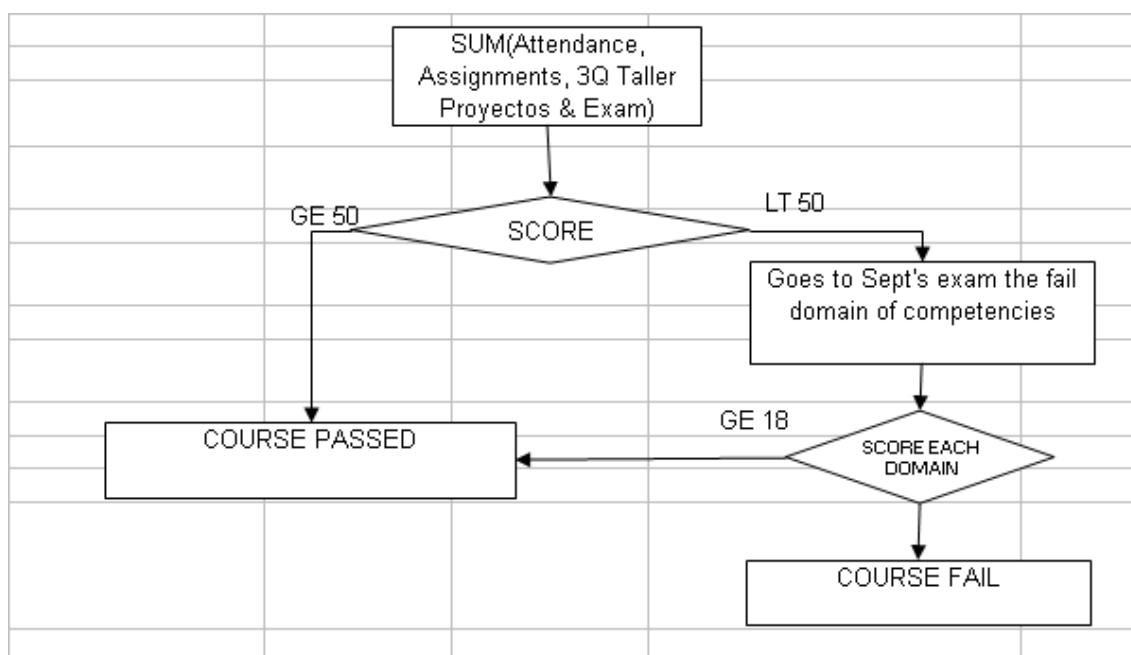 SUM(Attendance,
Assignments, 3Q Taller
Proyectos & Exam)
GE 50
LT 50
SCORE
Goes to Sept's exam the fail
domain of competencies
GE 18
SCORE EACH
DOMAIN
COURSE PASSED
COURSE FAIL